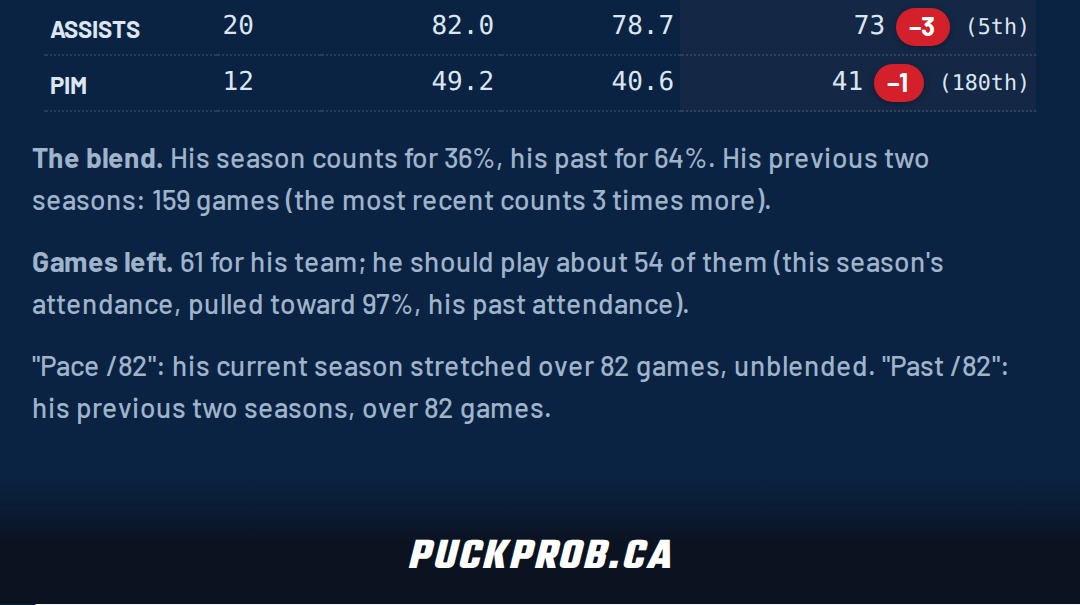 ASSISTS 20 82.0 78.7 73 −3 (5th)
PIM 12 49.2 40.6 41 −1 (180th)
The blend. His season counts for 36%, his past for 64%. His previous two
seasons: 159 games (the most recent counts 3 times more).
Games left. 61 for his team; he should play about 54 of them (this season's
attendance, pulled toward 97%, his past attendance).
"Pace /82": his current season stretched over 82 games, unblended. "Past /82":
his previous two seasons, over 82 games.
PUCKPROB.CA